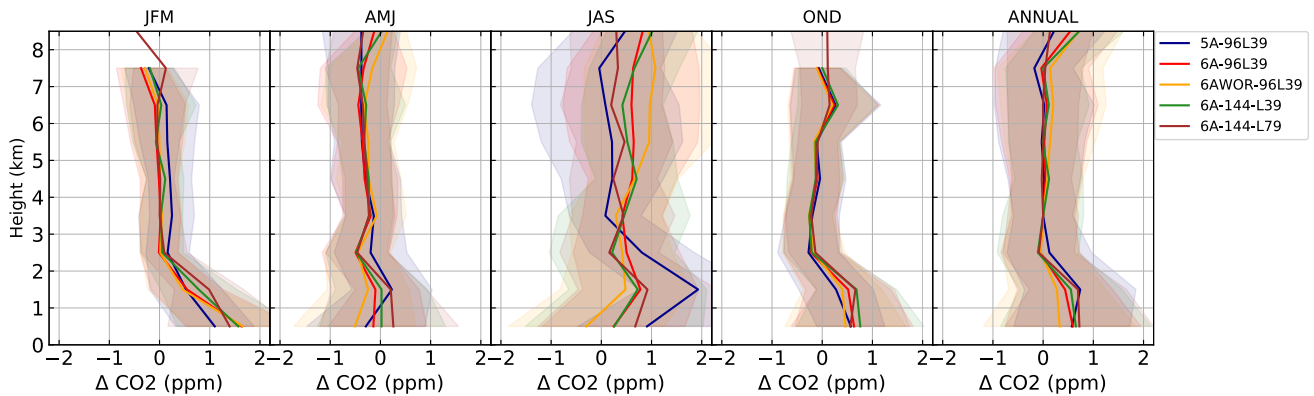 JFM AMJ JAS OND ANNUAL
8
7
6
5
4
3
2
1
0
Height (km)
−2 −1 0 1 2 −2 −1 0 1 2 −2 −1 0 1 2 −2 −1 0 1 2 −2 −1 0 1 2
Δ CO2 (ppm) Δ CO2 (ppm) Δ CO2 (ppm) Δ CO2 (ppm) Δ CO2 (ppm)
5A-96L39
6A-96L39
6AWOR-96L39
6A-144-L39
6A-144-L79